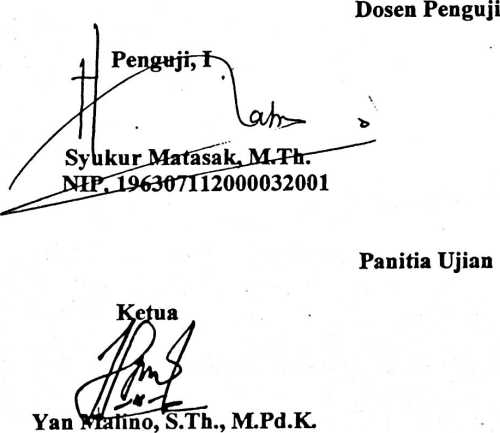 Dosen Penguji
Penguji, I
Syukur Matasak, M.Th.
NIP. 196307112000032001
Panitia Ujian
Ketua
Yan Malino, S.Th., M.Pd.K.